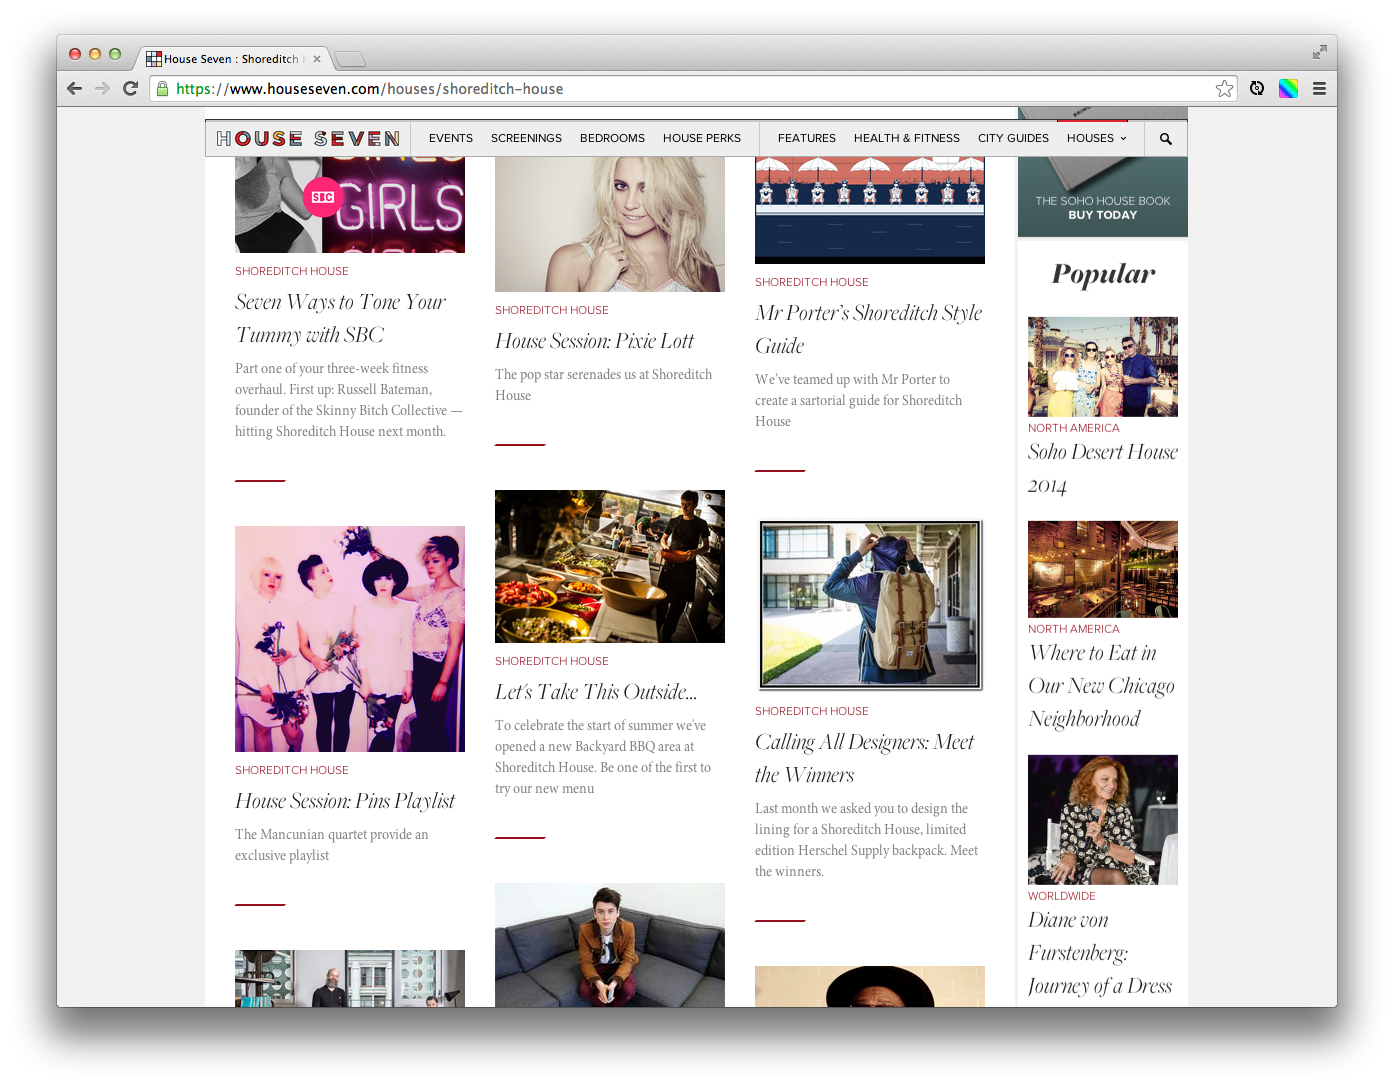 House Seven : Shoreditch H
https://www.houseseven.com/houses/shoreditch-house
HOUSE SEVEN
EVENTS SCREENINGS BEDROOMS HOUSE PERKS FEATURES HEALTH & FITNESS CITY GUIDES HOUSES
GIRLS
SBC
GIRLS
SHOREDITCH HOUSE
Seven Ways to Tone Your
Tummy with SBC
Part one of your three-week fitness
overhaul. First up: Russell Bateman,
founder of the Skinny Bitch Collective —
hitting Shoreditch House next month.
SHOREDITCH HOUSE
House Session: Pins Playlist
The Mancunian quartet provide an
exclusive playlist
SHOREDITCH HOUSE
House Session: Pixie Lott
The pop star serenades us at Shoreditch
House
SHOREDITCH HOUSE
Let's Take This Outside...
To celebrate the start of summer we've
opened a new Backyard BBQ area at
Shoreditch House. Be one of the first to
try our new menu
SHOREDITCH HOUSE
Mr Porter's Shoreditch Style
Guide
We've teamed up with Mr Porter to
create a sartorial guide for Shoreditch
House
SHOREDITCH HOUSE
Calling All Designers: Meet
the Winners
Last month we asked you to design the
lining for a Shoreditch House, limited
edition Herschel Supply backpack. Meet
the winners.
THE SOHO HOUSE BOOK
BUY TODAY
Popular
NORTH AMERICA
Soho Desert House
2014
NORTH AMERICA
Where to Eat in
Our New Chicago
Neighborhood
WORLDWIDE
Diane von
Furstenberg:
Journey of a Dress